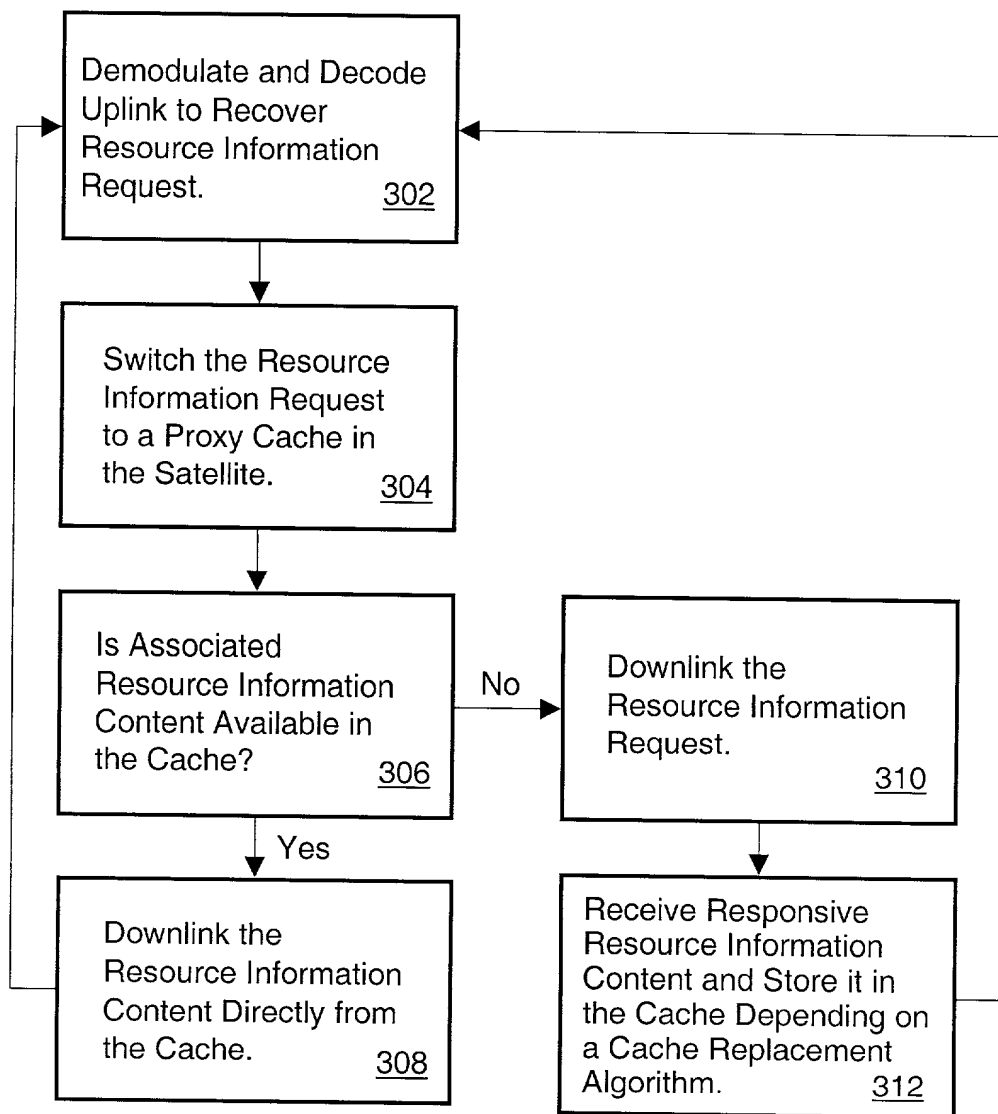 Demodulate and Decode
Uplink to Recover
Resource Information
Request.
302
Switch the Resource
Information Request
to a Proxy Cache in
the Satellite.
304
Is Associated
Resource Information
Content Available in
the Cache?
306
No
Downlink the
Resource Information
Request.
310
Yes
Downlink the
Resource Information
Content Directly from
the Cache.
308
Receive Responsive
Resource Information
Content and Store it in
the Cache Depending on
a Cache Replacement
Algorithm.
312